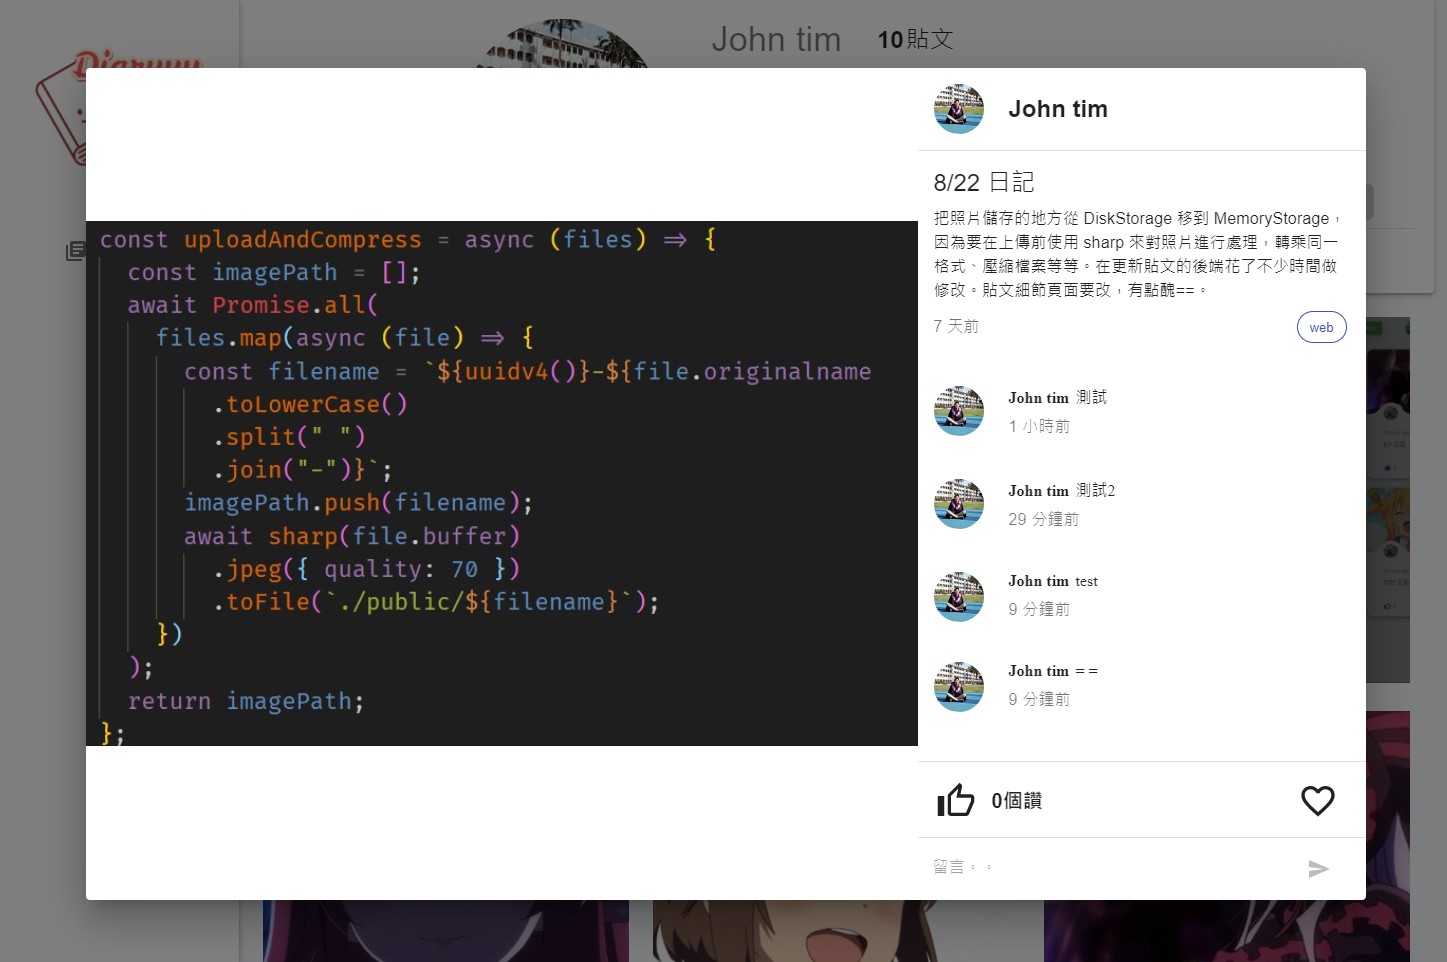 Diaryyy
John tim
10貼文
const uploadAndCompress = async (files) => {
const imagePath = [];
await Promise.all(
files.map(async (file) => {
const filename = `${uuidv4()}-${file.originalname
.toLowerCase()
.split(" ")
.join("-")}`;
imagePath.push(filename);
await sharp(file.buffer)
.jpeg({ quality: 70 })
.toFile(`./public/${filename}`);
})
);
return imagePath;
};
John tim
8/22 日記
把照片儲存的地方從 DiskStorage 移到 MemoryStorage，
因為要在上傳前使用 sharp 來對照片進行處理，轉乘同一
格式、壓縮檔案等等。在更新貼文的後端花了不少時間做
修改。貼文細節頁面要改，有點醜==。
7 天前
web
John tim 測試
1 小時前
John tim 測試2
29 分鐘前
John tim test
9 分鐘前
John tim ==
9 分鐘前
0個讚
留言。。